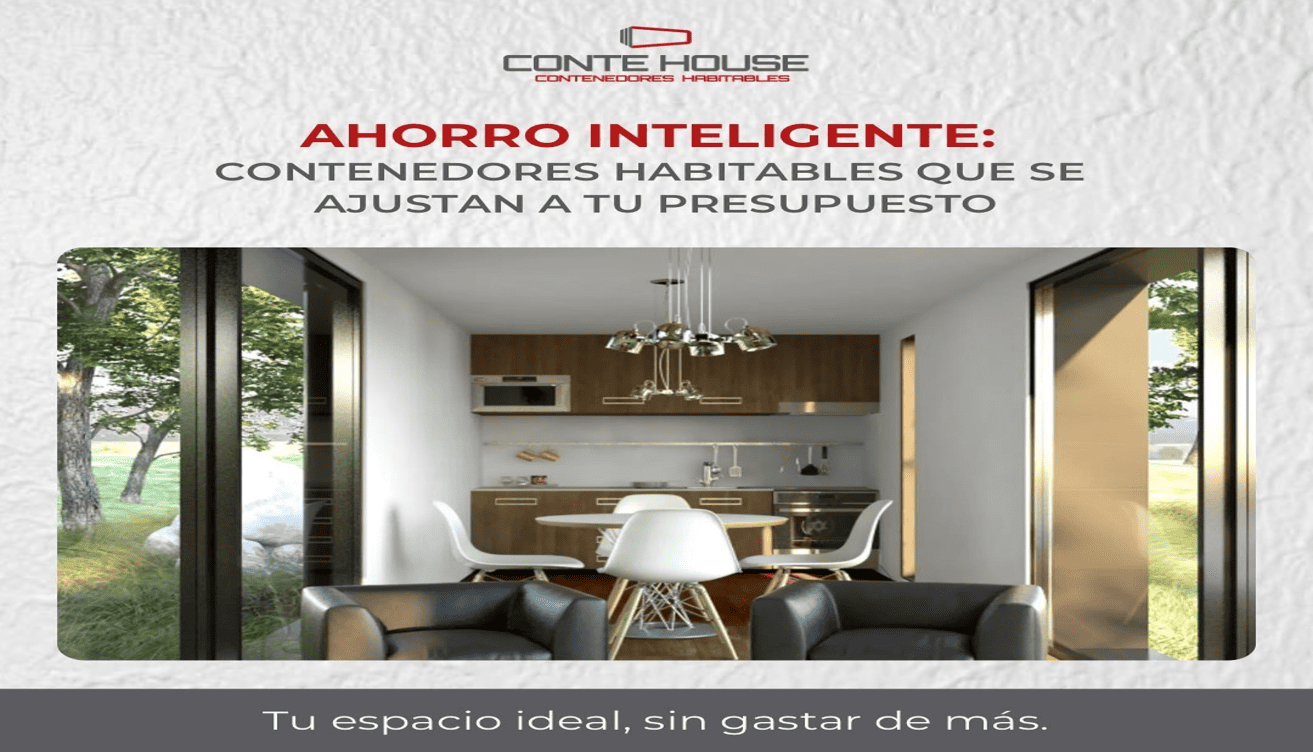 CONTE HOUSE
CONTENEDORES HABITABLES
AHORRO INTELIGENTE:
CONTENEDORES HABITABLES QUE SE
AJUSTAN A TU PRESUPUESTO
Tu espacio ideal, sin gastar de más.